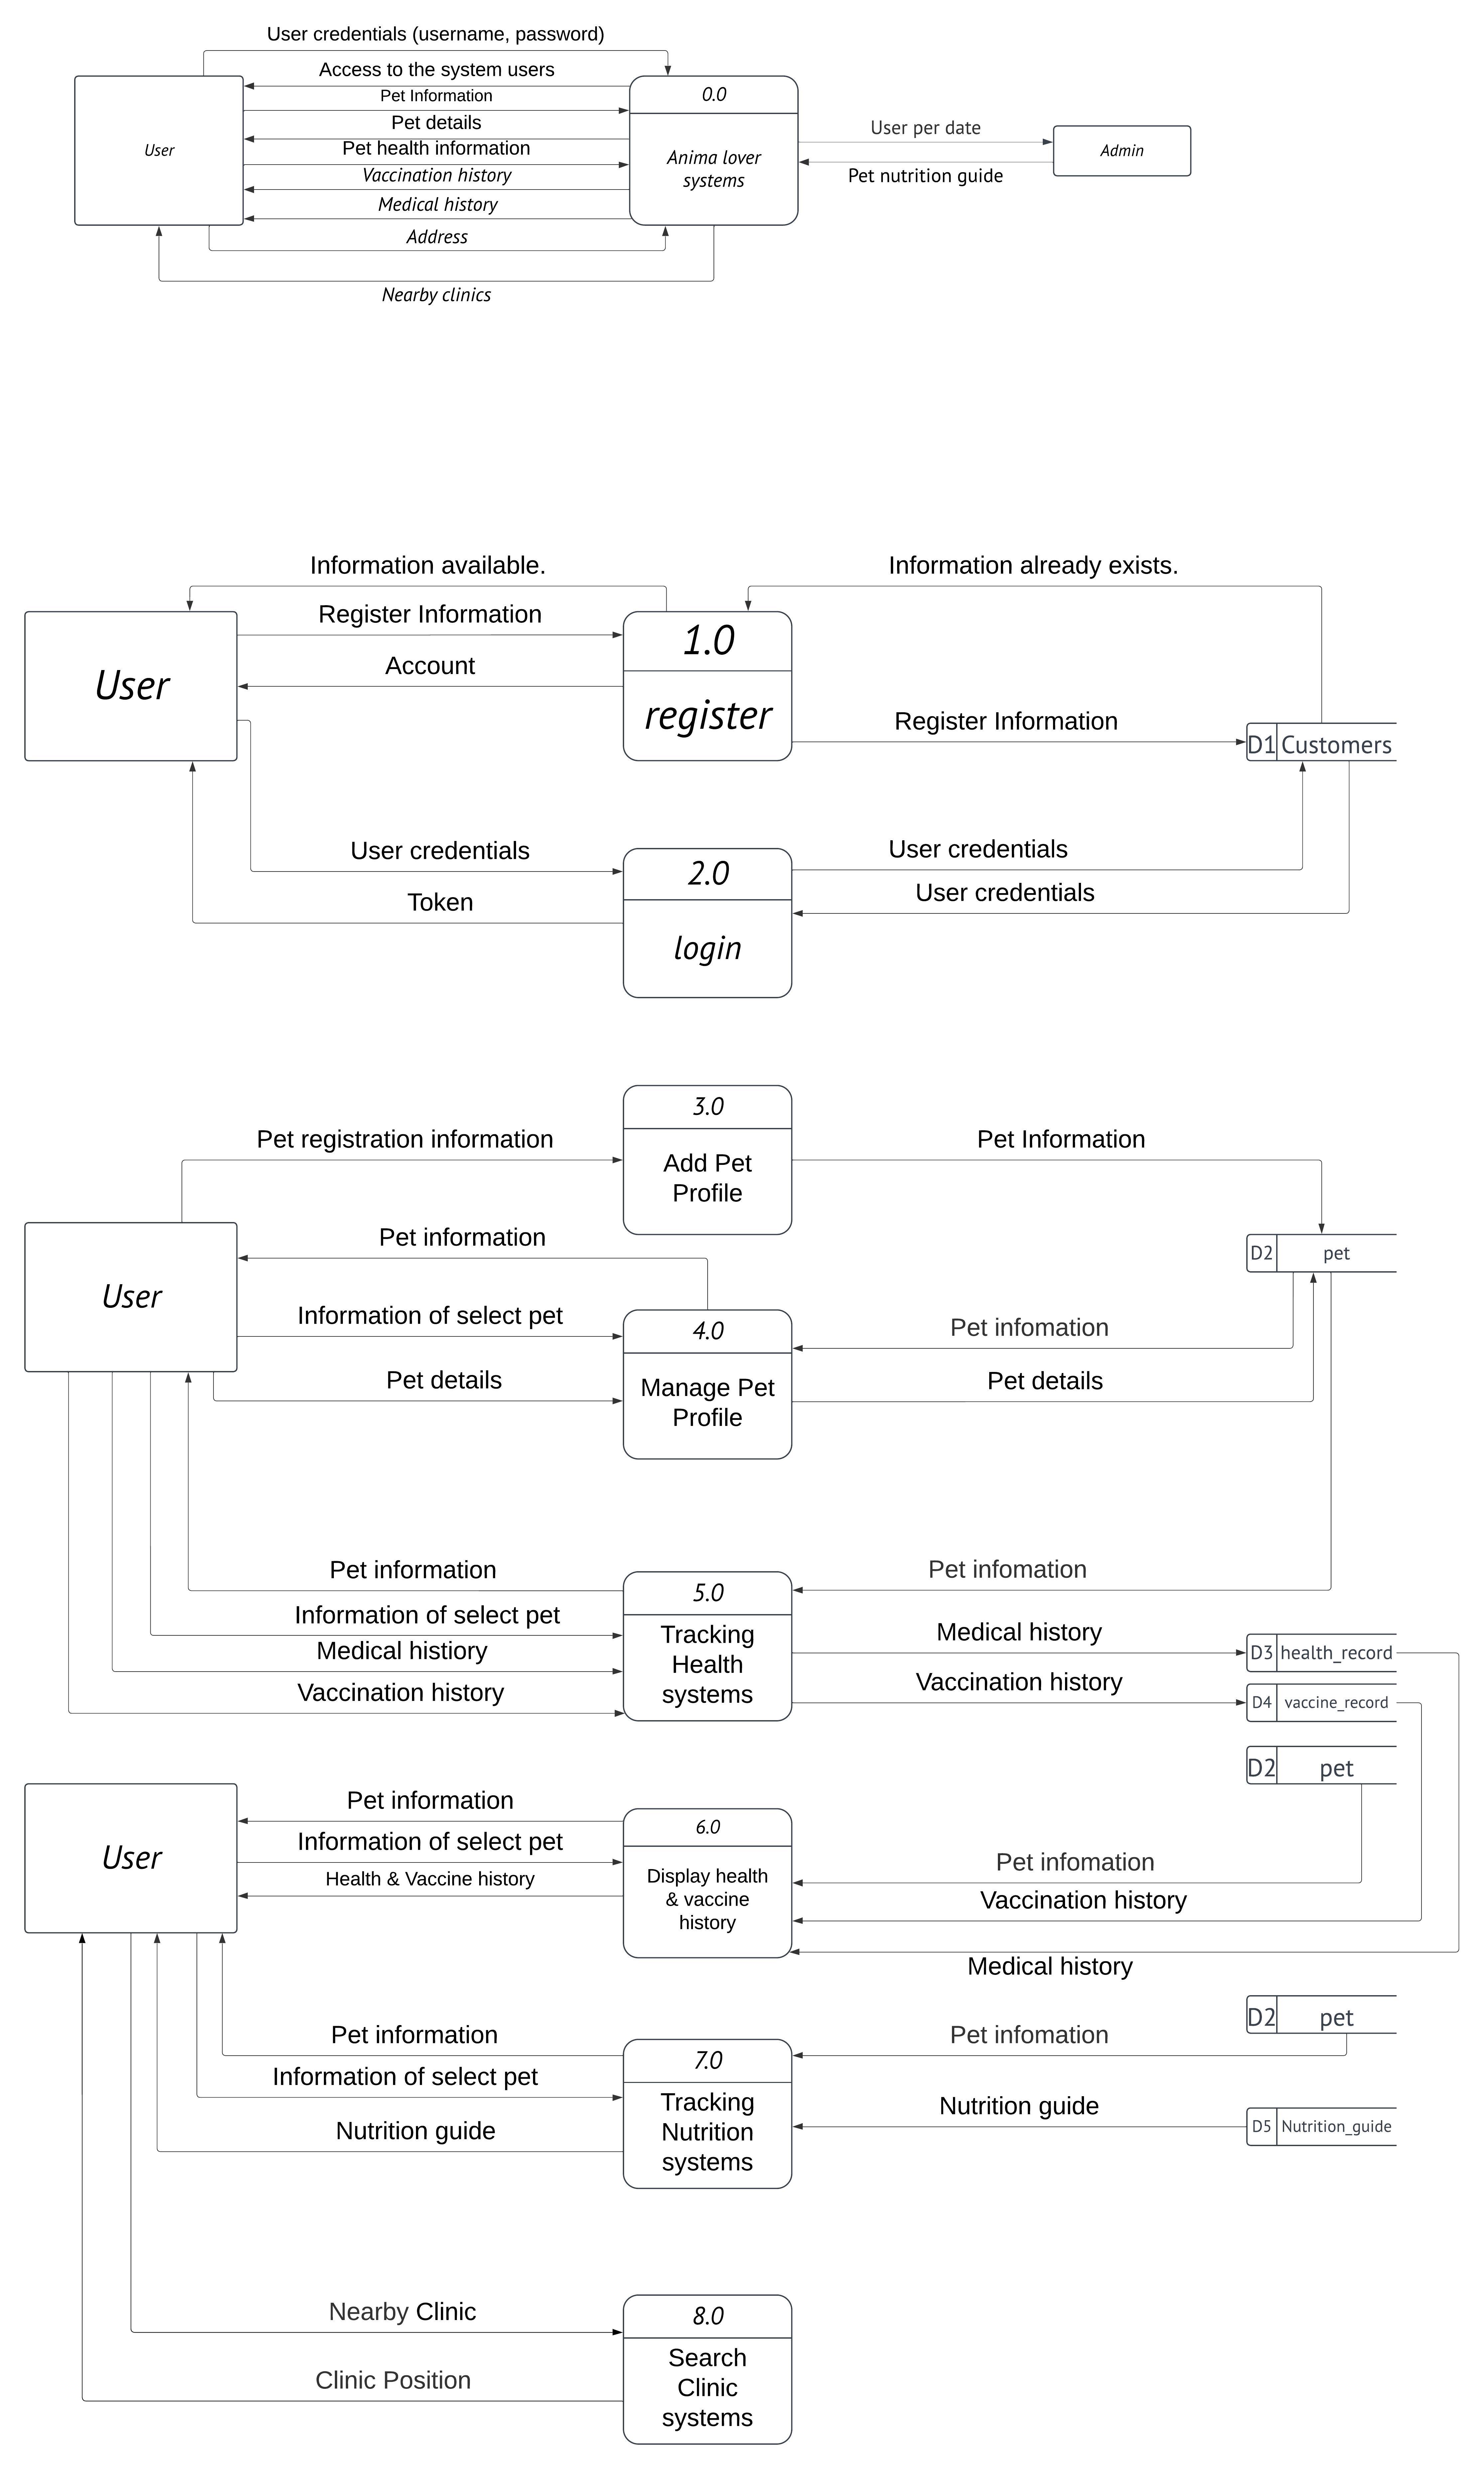 User credentials (username, password)
Access to the system users
Pet Information
Pet details
Pet health information
Vaccination history
Medical history
Address
Nearby clinics
User
0.0
Anima lover
systems
User per date
Pet nutrition guide
Admin
Information available.
Information already exists.
Register Information
Account
User
1.0
register
Register Information
D1 Customers
User credentials
Token
2.0
login
User credentials
User credentials
3.0
Add Pet
Profile
Pet registration information
Pet Information
User
Pet information
Information of select pet
Pet details
4.0
Manage Pet
Profile
D2 pet
Pet infomation
Pet details
Pet information
Information of select pet
Medical histiory
Vaccination history
5.0
Tracking
Health
systems
Pet infomation
Medical history
Vaccination history
D3 health_record
D4 vaccine_record
D2 pet
User
Pet information
Information of select pet
Health & Vaccine history
6.0
Display health
& vaccine
history
Pet infomation
Vaccination history
Medical history
D2 pet
Pet information
Information of select pet
Nutrition guide
7.0
Tracking
Nutrition
systems
Pet infomation
Nutrition guide
D5 Nutrition_guide
Nearby Clinic
Clinic Position
8.0
Search
Clinic
systems